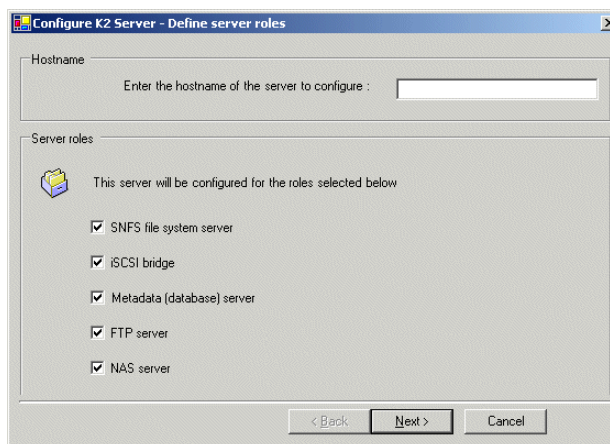 Configure K2 Server - Define server roles
Hostname
Enter the hostname of the server to configure :
Server roles
This server will be configured for the roles selected below
SNFS file system server
iSCSI bridge
Metadata (database) server
FTP server
NAS server
< Back Next > Cancel